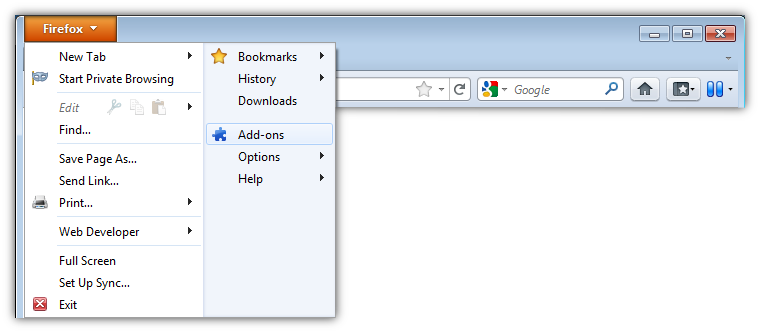 Firefox
New Tab
Start Private Browsing
Edit
Find...
Save Page As...
Send Link...
Print...
Web Developer
Full Screen
Set Up Sync...
Exit
Bookmarks
History
Downloads
Add-ons
Options
Help
Google